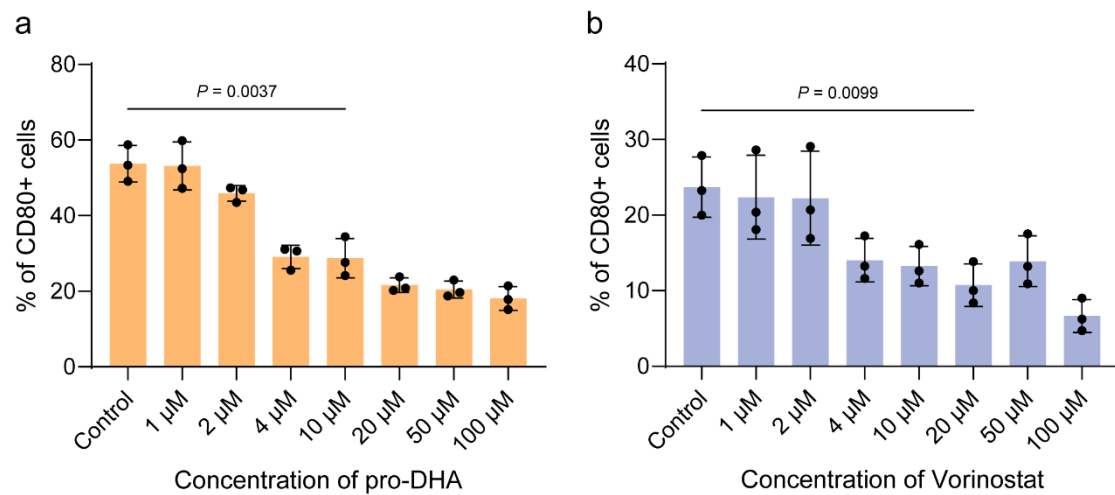 a
% of CD80+ cells
80
60
40
20
0
P = 0.0037
Control
1 µM
2 µM
4 µM
10 µM
20 µM
50 µM
100 µM
Concentration of pro-DHA
b
% of CD80+ cells
40
30
20
10
0
P = 0.0099
Control
1 µM
2 µM
4 µM
10 µM
20 µM
50 µM
100 µM
Concentration of Vorinostat